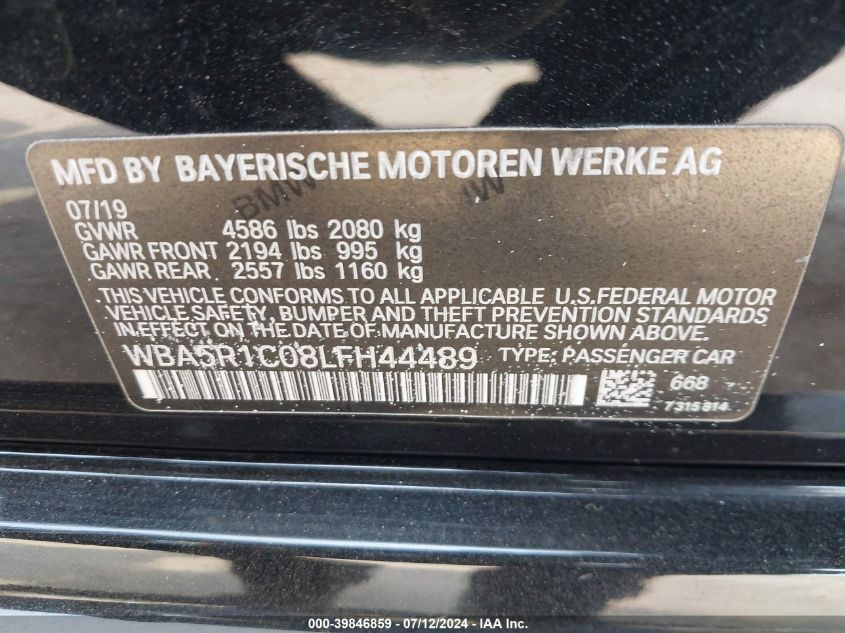 MFD BY BAYERISCHE MOTOREN WERKE AG
07/19
GVWR 4586 lbs 2080 kg
GAWR FRONT 2194 lbs 995 kg
GAWR REAR 2557 lbs 1160 kg
THIS VEHICLE CONFORMS TO ALL APPLICABLE U.S.FEDERAL MOTOR
VEHICLE SAFETY, BUMPER AND THEFT PREVENTION STANDARDS
IN EFFECT ON THE DATE OF MANUFACTURE SHOWN ABOVE.
WBA5R1C08LFH44489 TYPE: PASSENGER CAR
668
7315814
BMW
BMW
000-39846859 - 07/12/2024 - IAA, Inc.